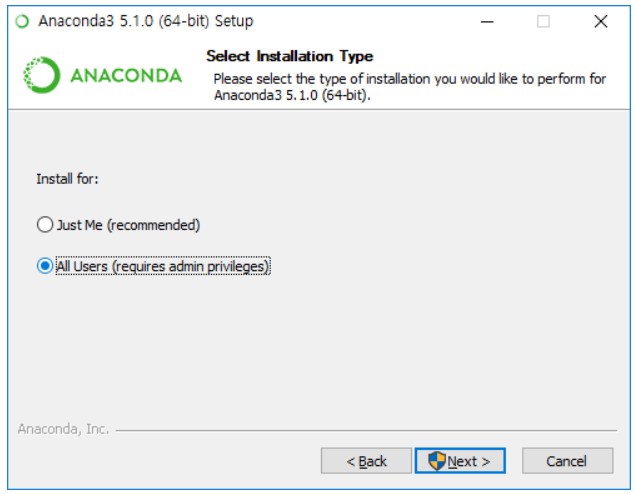 Anaconda3 5.1.0 (64-bit) Setup
ANACONDA
Select Installation Type
Please select the type of installation you would like to perform for
Anaconda3 5.1.0 (64-bit).
Install for:
Just Me (recommended)
All Users (requires admin privileges)
Anaconda, Inc.
< Back
Next >
Cancel